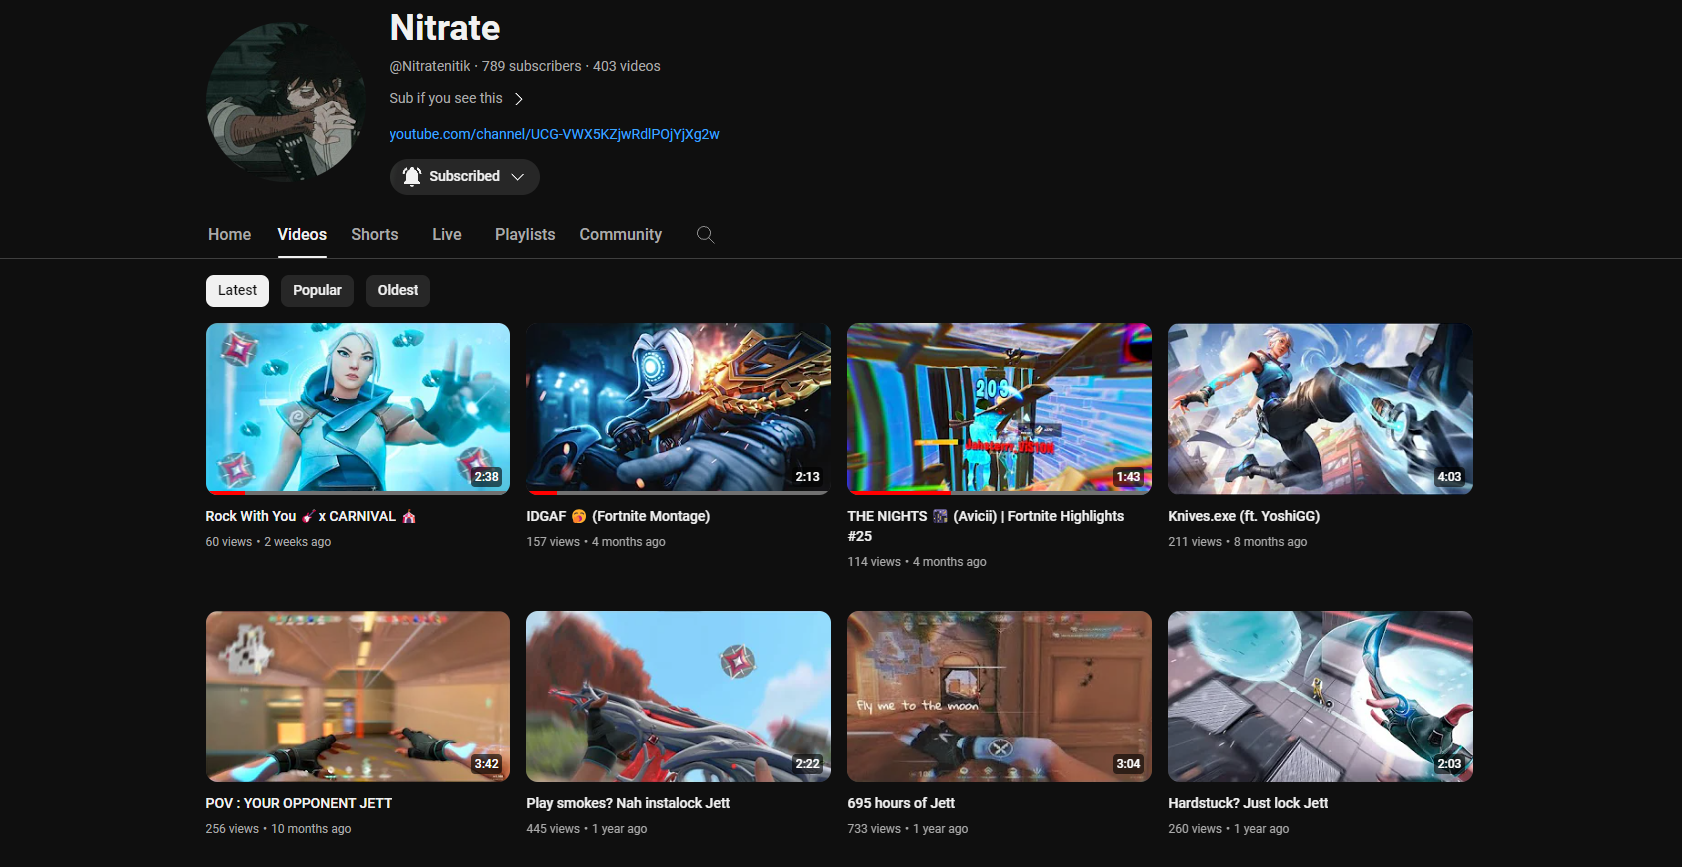 Nitrate
@Nitratenitik · 789 subscribers · 403 videos
Sub if you see this
youtube.com/channel/UCG-VWX5KZjwRdlPOjYjXg2w
Subscribed
Home Videos Shorts Live Playlists Community
Latest Popular Oldest
2:38
Rock With You 🎸 x CARNIVAL 🎪
60 views • 2 weeks ago
2:13
IDGAF 🥱 (Fortnite Montage)
157 views • 4 months ago
203
1:43
THE NIGHTS 🌃 (Avicii) | Fortnite Highlights
#25
114 views • 4 months ago
4:03
Knives.exe (ft. YoshiGG)
211 views • 8 months ago
3:42
POV : YOUR OPPONENT JETT
256 views • 10 months ago
2:22
Play smokes? Nah instalock Jett
445 views • 1 year ago
Fly me to the moon
3:04
695 hours of Jett
733 views • 1 year ago
2:03
Hardstuck? Just lock Jett
260 views • 1 year ago